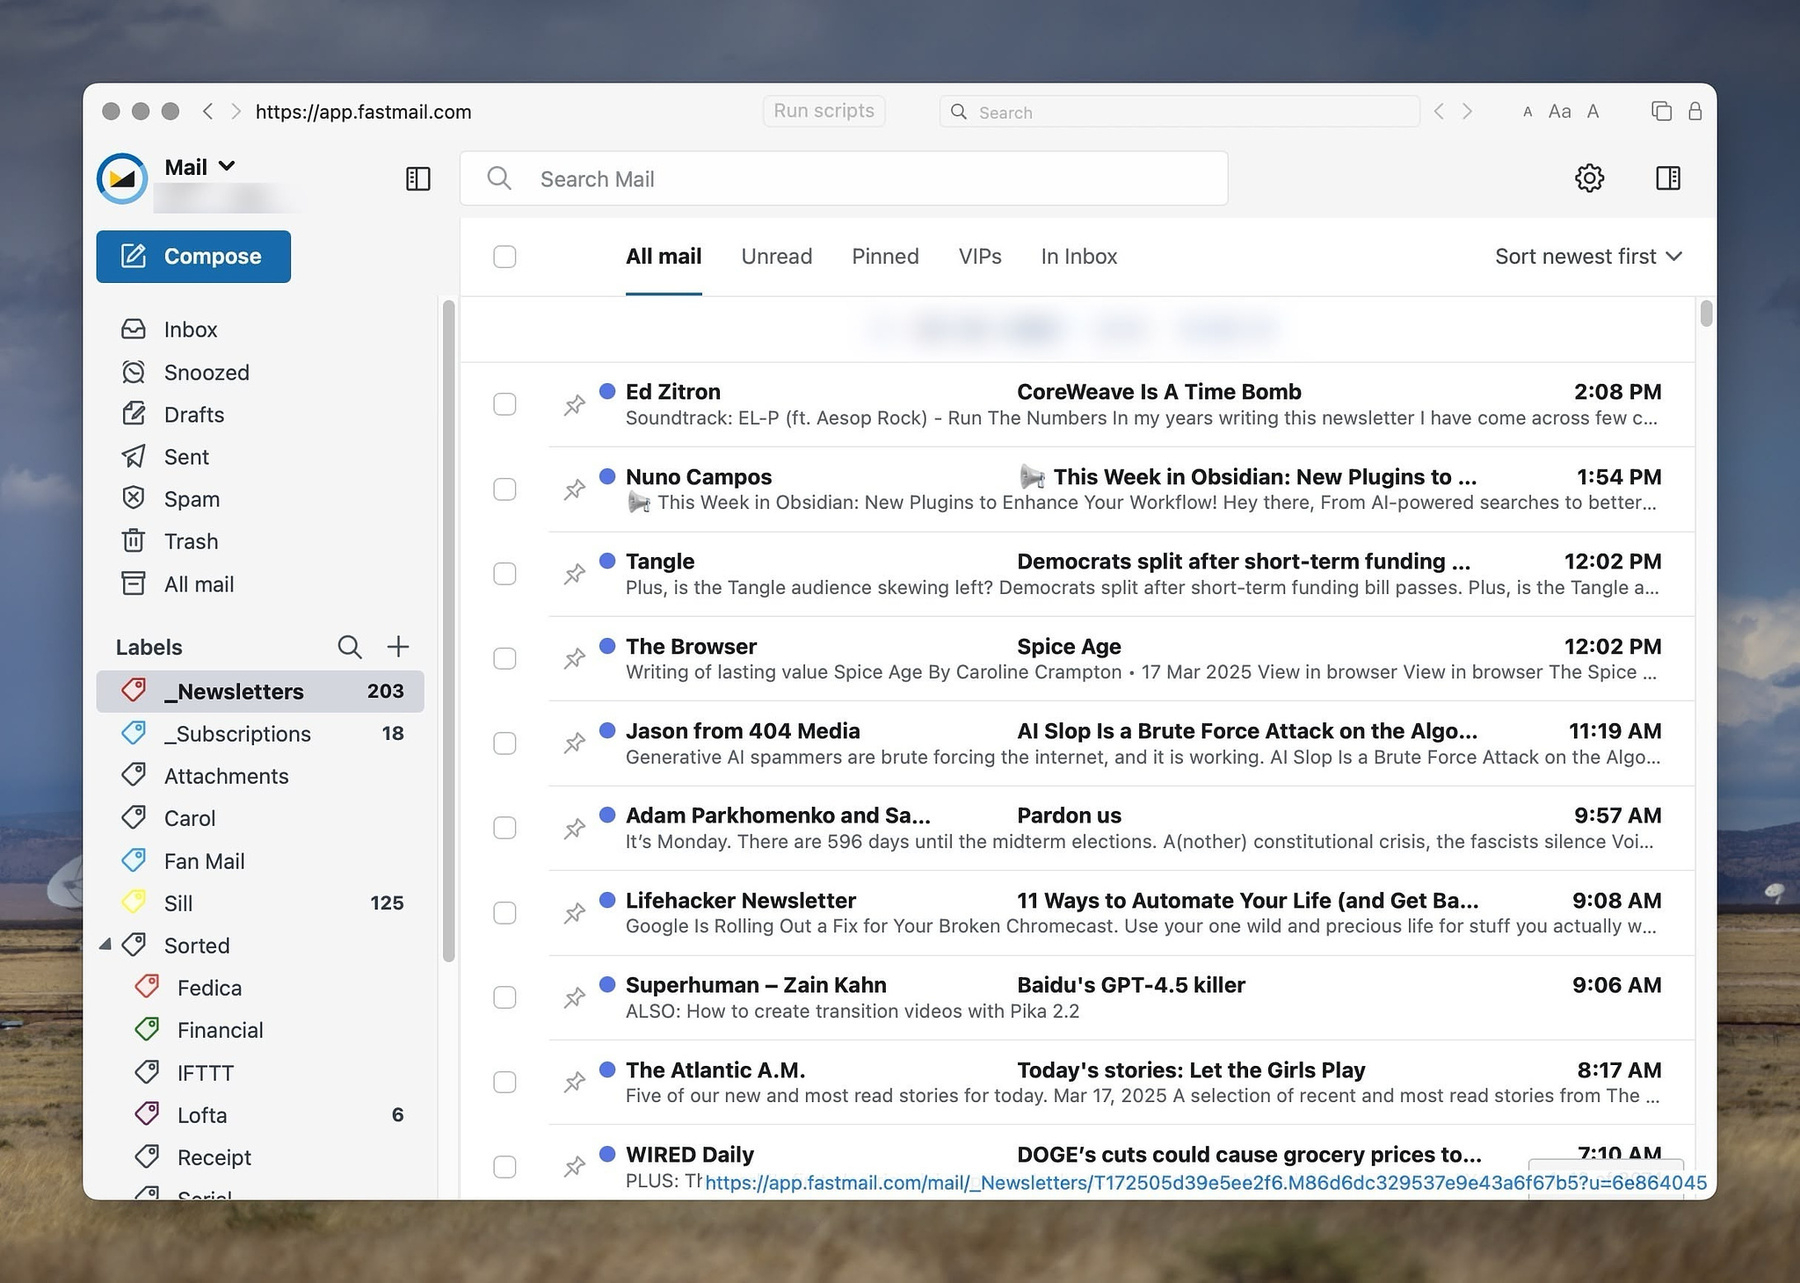 https://app.fastmail.com
Run scripts
Search
A Aa A
Mail
Search Mail
Compose
All mail Unread Pinned VIPs In Inbox
Sort newest first
Inbox
Snoozed
Drafts
Sent
Spam
Trash
All mail
Labels
_Newsletters 203
_Subscriptions 18
Attachments
Carol
Fan Mail
Sill 125
Sorted
Fedica
Financial
IFTTT
Lofta 6
Receipt
Ed Zitron CoreWeave Is A Time Bomb 2:08 PM
Soundtrack: EL-P (ft. Aesop Rock) - Run The Numbers In my years writing this newsletter I have come across few c...
Nuno Campos 📢 This Week in Obsidian: New Plugins to ... 1:54 PM
📢 This Week in Obsidian: New Plugins to Enhance Your Workflow! Hey there, From AI-powered searches to better...
Tangle Democrats split after short-term funding ... 12:02 PM
Plus, is the Tangle audience skewing left? Democrats split after short-term funding bill passes. Plus, is the Tangle a...
The Browser Spice Age 12:02 PM
Writing of lasting value Spice Age By Caroline Crampton • 17 Mar 2025 View in browser View in browser The Spice ...
Jason from 404 Media AI Slop Is a Brute Force Attack on the Algo... 11:19 AM
Generative AI spammers are brute forcing the internet, and it is working. AI Slop Is a Brute Force Attack on the Algo...
Adam Parkhomenko and Sa... Pardon us 9:57 AM
It’s Monday. There are 596 days until the midterm elections. A(nother) constitutional crisis, the fascists silence Voi...
Lifehacker Newsletter 11 Ways to Automate Your Life (and Get Ba... 9:08 AM
Google Is Rolling Out a Fix for Your Broken Chromecast. Use your one wild and precious life for stuff you actually w...
Superhuman – Zain Kahn Baidu's GPT-4.5 killer 9:06 AM
ALSO: How to create transition videos with Pika 2.2
The Atlantic A.M. Today's stories: Let the Girls Play 8:17 AM
Five of our new and most read stories for today. Mar 17, 2025 A selection of recent and most read stories from The ...
WIRED Daily DOGE’s cuts could cause grocery prices to... 7:10 AM
PLUS: https://app.fastmail.com/mail/_Newsletters/T172505d39e5ee2f6.M86d6dc329537e9e43a6f67b5?u=6e864045